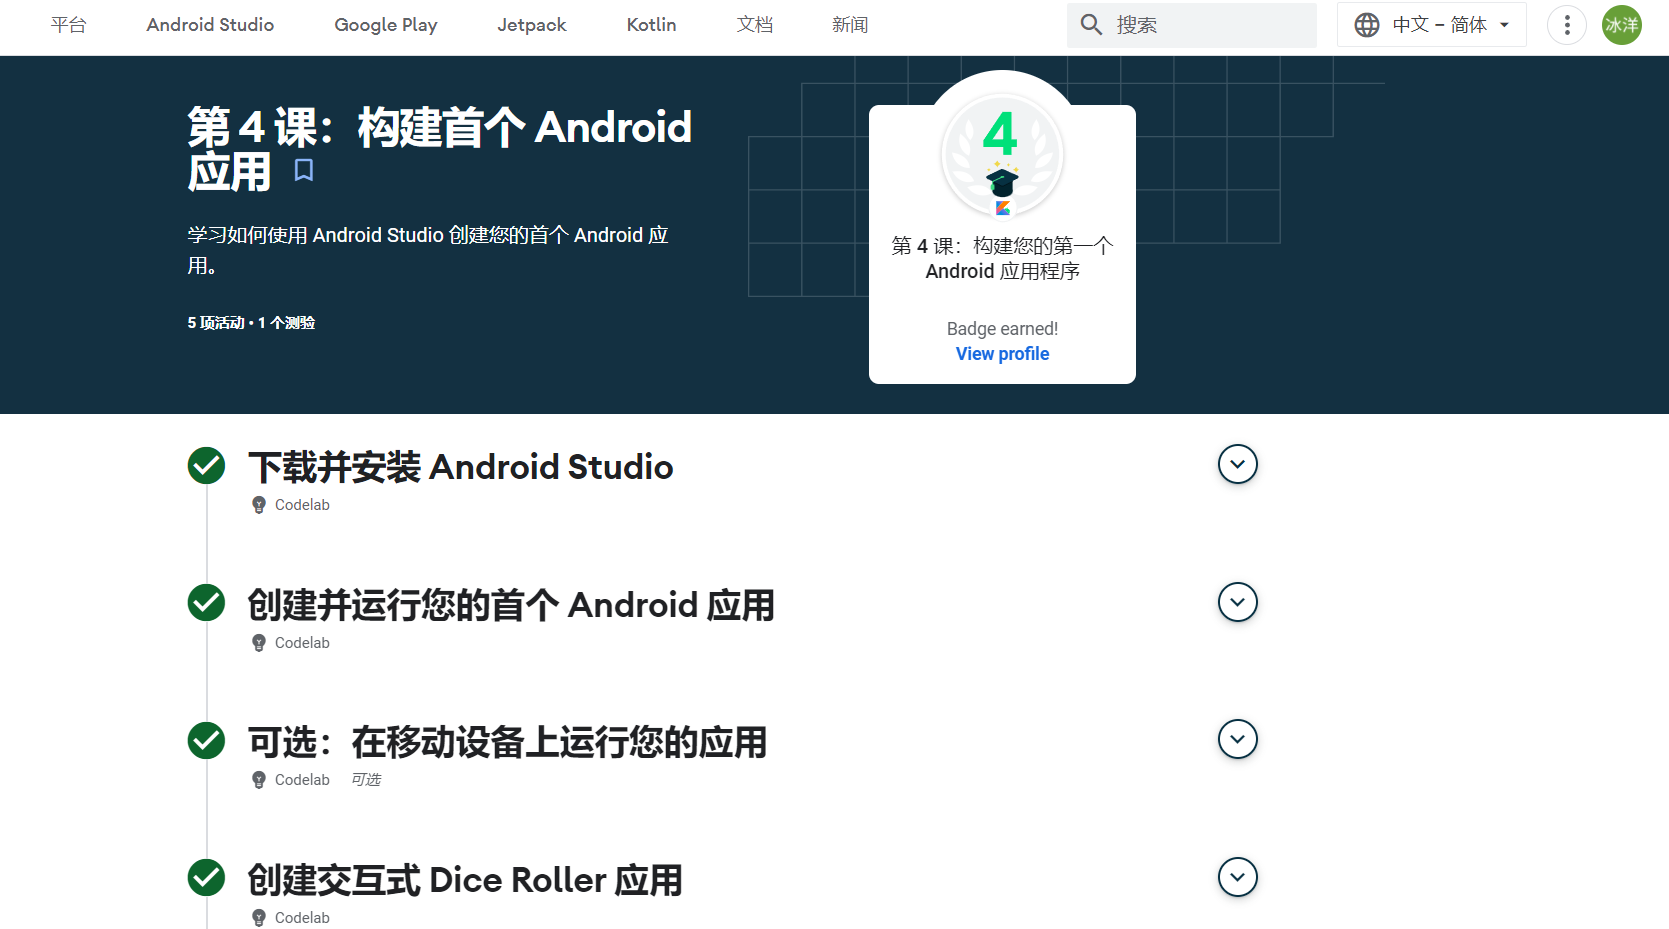 平台 Android Studio Google Play Jetpack Kotlin 文档 新闻 搜索 中文 – 简体 冰洋
第 4 课：构建首个 Android
应用
学习如何使用 Android Studio 创建您的首个 Android 应
用。
5 项活动 • 1 个测验
4
第 4 课：构建您的第一个
Android 应用程序
Badge earned!
View profile
下载并安装 Android Studio
Codelab
创建并运行您的首个 Android 应用
Codelab
可选：在移动设备上运行您的应用
Codelab 可选
创建交互式 Dice Roller 应用
Codelab